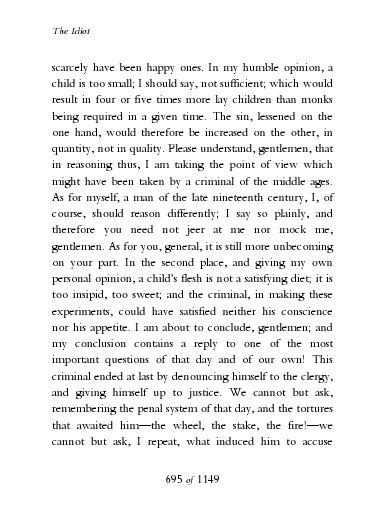 The Idiot
scarcely have been happy ones. In my humble opinion, a
child is too small; I should say, not sufficient; which would
result in four or five times more lay children than monks
being required in a given time. The sin, lessened on the
one hand, would therefore be increased on the other, in
quantity, not in quality. Please understand, gentlemen, that
in reasoning thus, I am taking the point of view which
might have been taken by a criminal of the middle ages.
As for myself, a man of the late nineteenth century, I, of
course, should reason differently; I say so plainly, and
therefore you need not jeer at me nor mock me,
gentlemen. As for you, general, it is still more unbecoming
on your part. In the second place, and giving my own
personal opinion, a child's flesh is not a satisfying diet; it is
too insipid, too sweet; and the criminal, in making these
experiments, could have satisfied neither his conscience
nor his appetite. I am about to conclude, gentlemen; and
my conclusion contains a reply to one of the most
important questions of that day and of our own! This
criminal ended at last by denouncing himself to the clergy,
and giving himself up to justice. We cannot but ask,
remembering the penal system of that day, and the tortures
that awaited him—the wheel, the stake, the fire!—we
cannot but ask, I repeat, what induced him to accuse
695 of 1149